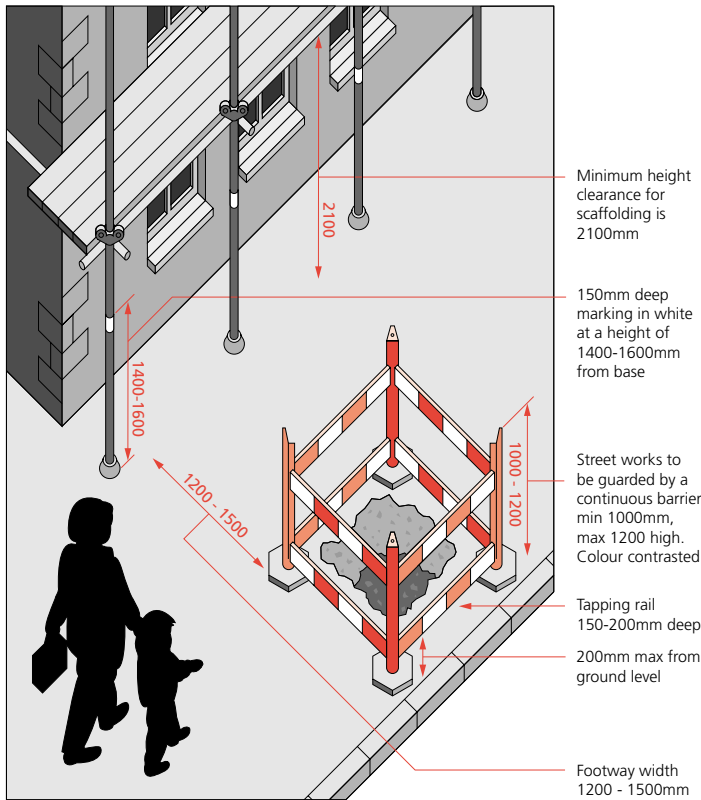 2100
Minimum height
clearance for
scaffolding is
2100mm
150mm deep
marking in white
at a height of
1400-1600mm
from base
1400-1600
1200 - 1500
1000 - 1200
Street works to
be guarded by a
continuous barrier
min 1000mm,
max 1200 high.
Colour contrasted
Tapping rail
150-200mm deep
200mm max from
ground level
Footway width
1200 - 1500mm